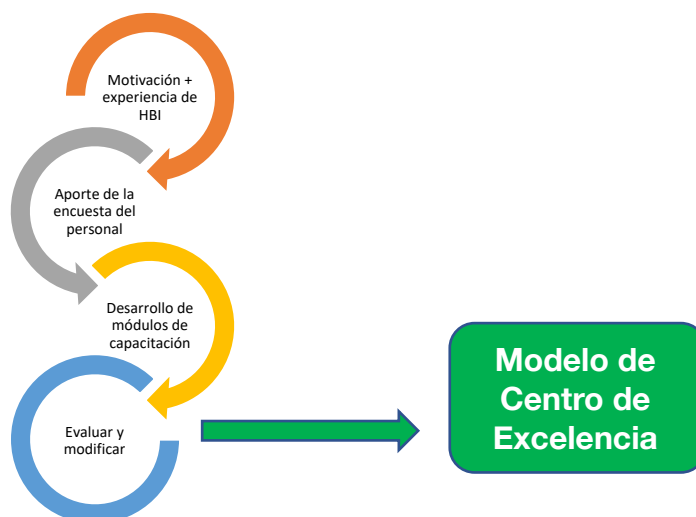 Motivación +
experiencia de
HBI
Aporte de la
encuesta del
personal
Desarrollo de
módulos de
capacitación
Evaluar y
modificar
Modelo de
Centro de
Excelencia